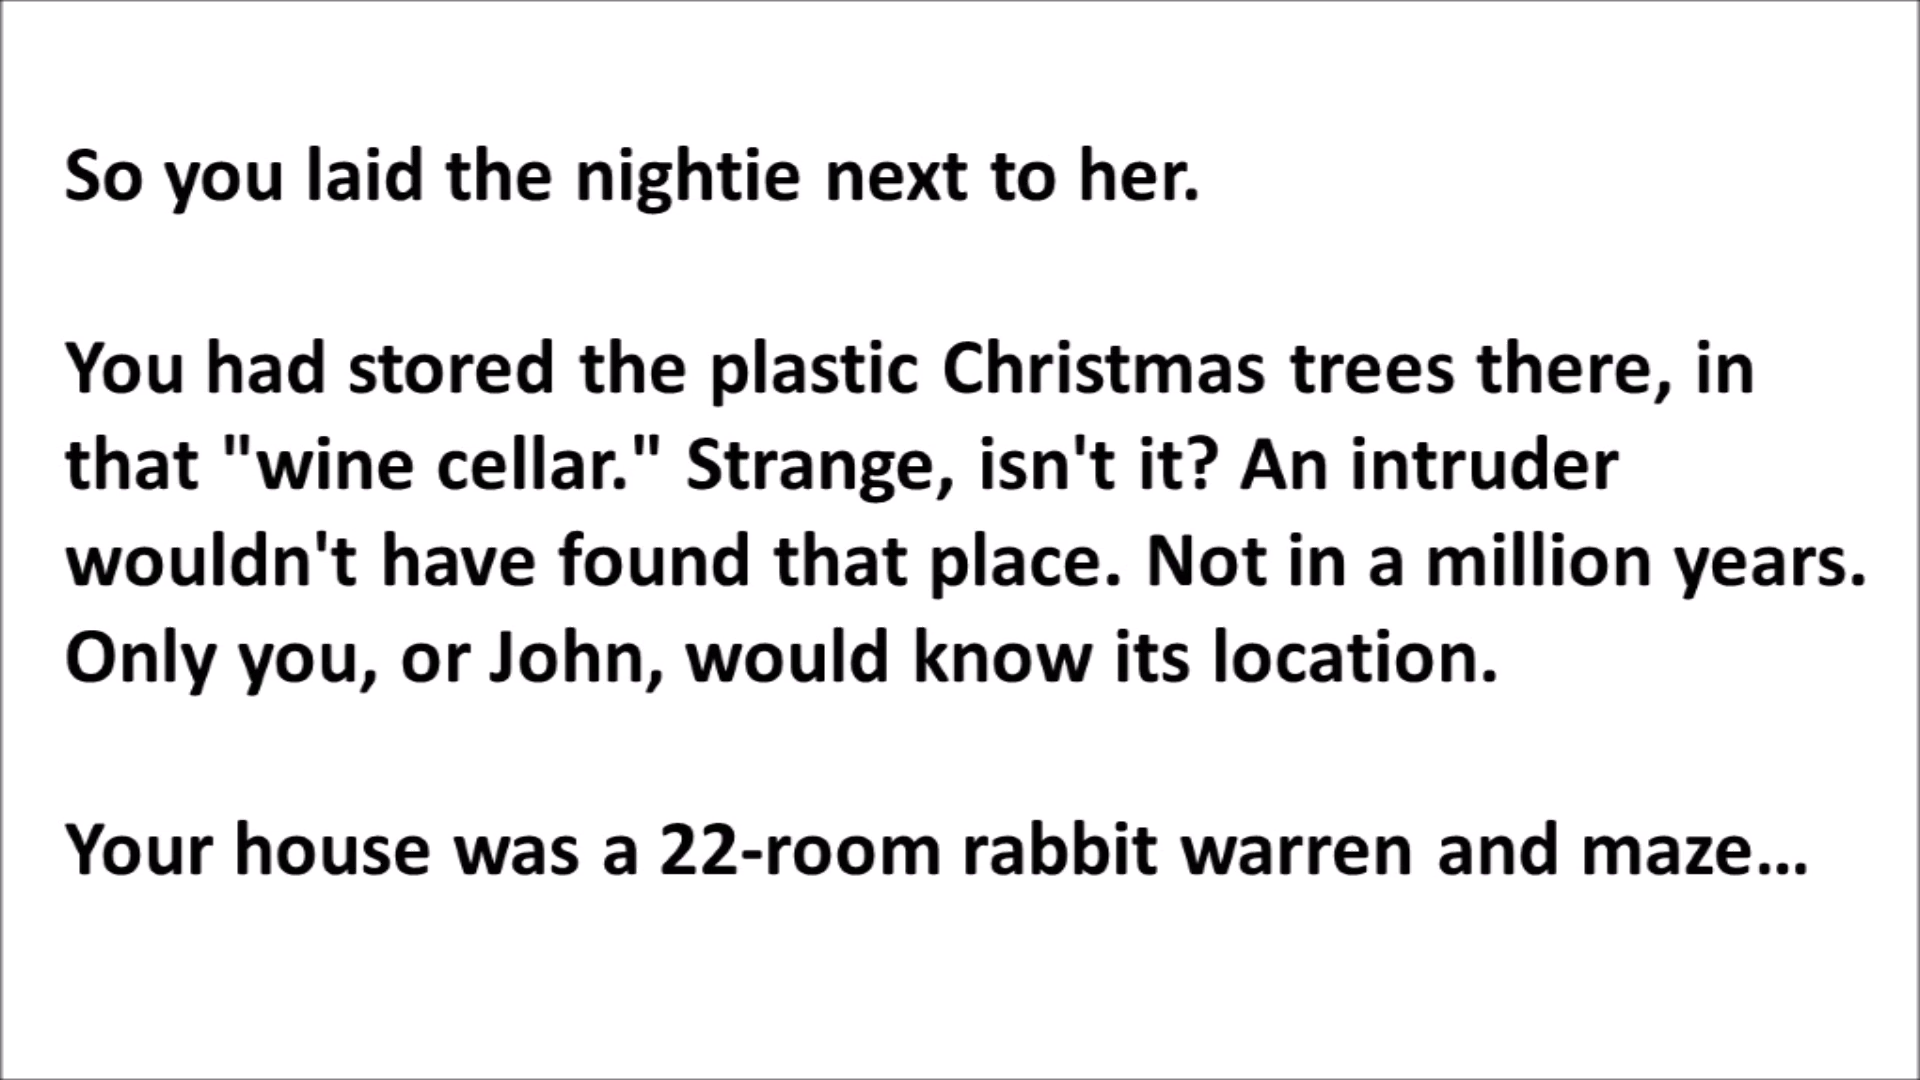 So you laid the nightie next to her.
You had stored the plastic Christmas trees there, in
that "wine cellar." Strange, isn't it? An intruder
wouldn't have found that place. Not in a million years.
Only you, or John, would know its location.
Your house was a 22-room rabbit warren and maze...